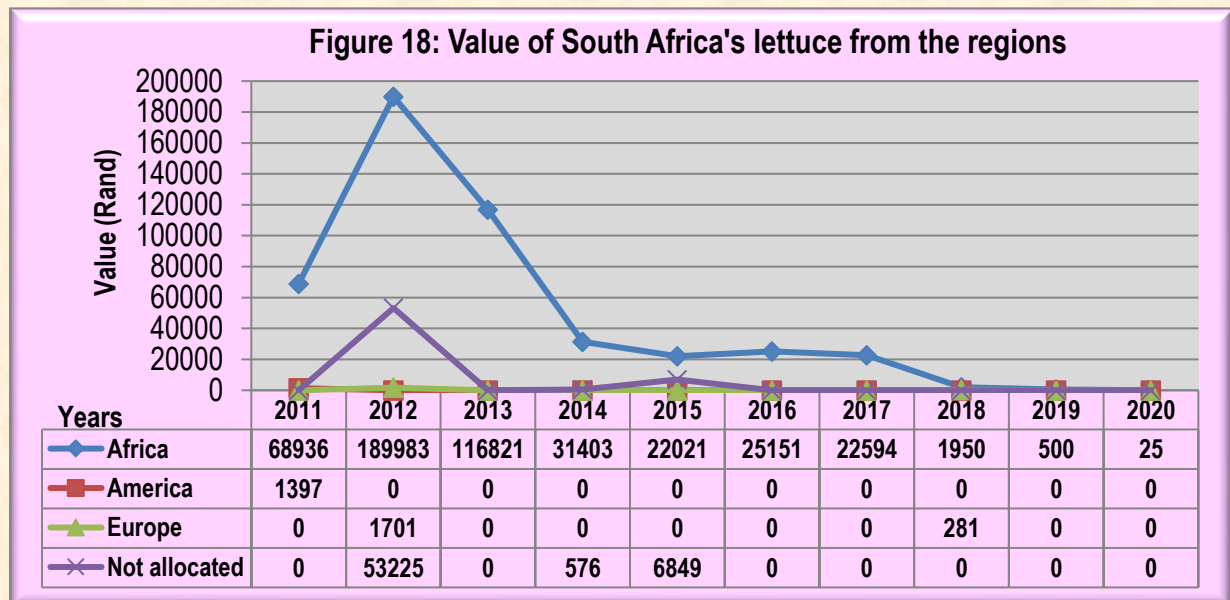 Figure 18: Value of South Africa's lettuce from the regions
Value (Rand)
200000
180000
160000
140000
120000
100000
80000
60000
40000
20000
0
Years 2011 2012 2013 2014 2015 2016 2017 2018 2019 2020
Africa 68936 189983 116821 31403 22021 25151 22594 1950 500 25
America 1397 0 0 0 0 0 0 0 0 0
Europe 0 1701 0 0 0 0 0 281 0 0
Not allocated 0 53225 0 576 6849 0 0 0 0 0